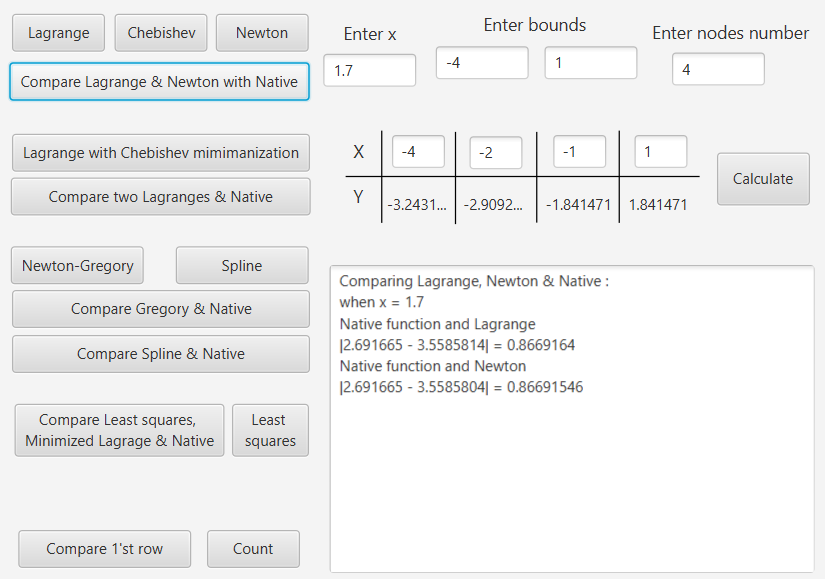 Lagrange
Chebishev
Newton
Enter x
Enter bounds
Enter nodes number
1.7
-4
1
4
Compare Lagrange & Newton with Native
Lagrange with Chebishev mimimanization
Compare two Lagranges & Native
X
-4
-2
-1
1
Y
-3.2431...
-2.9092...
-1.841471
1.841471
Calculate
Newton-Gregory
Spline
Compare Gregory & Native
Compare Spline & Native
Compare Least squares,
Minimized Lagrage & Native
Least
squares
Compare 1'st row
Count
Comparing Lagrange, Newton & Native :
when x = 1.7
Native function and Lagrange
|2.691665 - 3.5585814| = 0.8669164
Native function and Newton
|2.691665 - 3.5585804| = 0.86691546